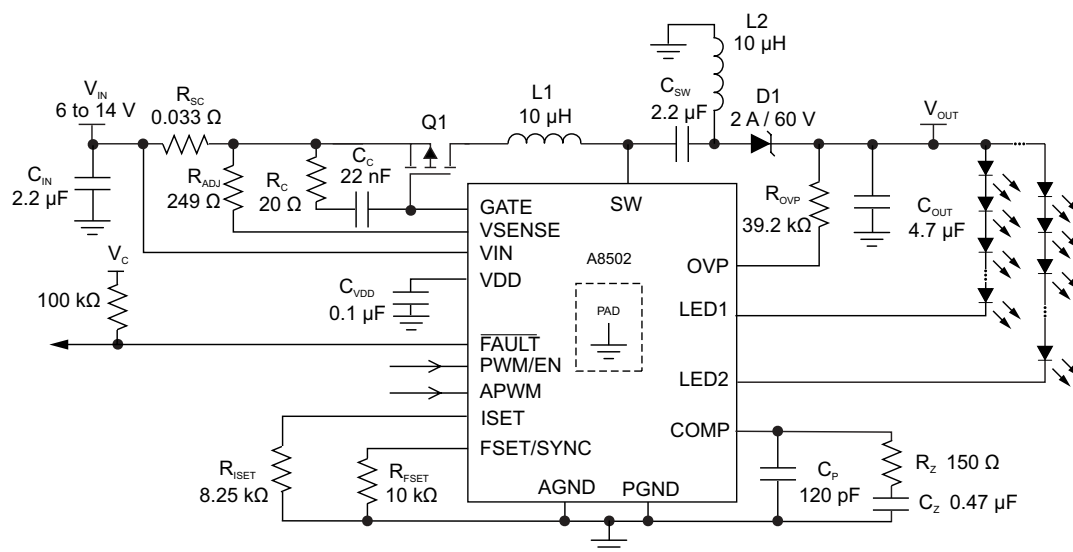 L2
10 µH
V_IN
6 to 14 V
R_SC
0.033 Ω
Q1
L1
10 µH
C_SW
2.2 µF
D1
2 A / 60 V
V_OUT
C_IN
2.2 µF
R_ADJ
249 Ω
R_C
20 Ω
C_C
22 nF
R_OVP
39.2 kΩ
C_OUT
4.7 µF
GATE
VSENSE
VIN
VDD
FAULT
PWM/EN
APWM
ISET
FSET/SYNC
SW
A8502
PAD
OVP
LED1
LED2
COMP
AGND
PGND
V_C
100 kΩ
C_VDD
0.1 µF
R_ISET
8.25 kΩ
R_FSET
10 kΩ
C_P
120 pF
R_Z 150 Ω
C_Z 0.47 µF